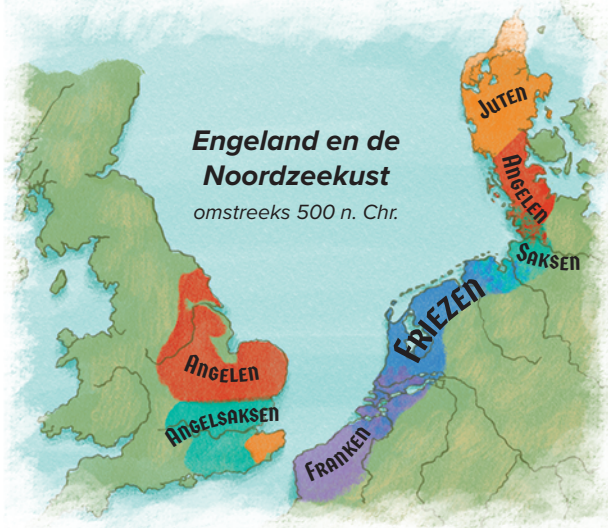 Engeland en de
Noordzeekust
omstreeks 500 n. Chr.
JUTEN
ANGELEN
SAKSEN
FRIEZEN
ANGELEN
ANGELSAKSEN
FRANKEN